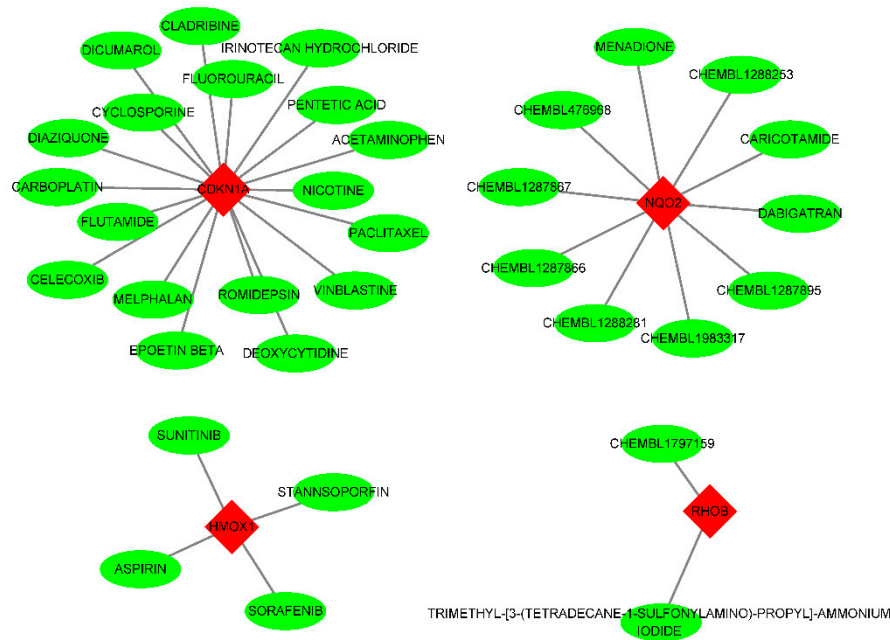 CLADRIBINE
DICUMAROL
IRINOTECAN HYDROCHLORIDE
FLUOROURACIL
CYCLOSPORINE
PENTETIC ACID
DIAZIQUONE
ACETAMINOPHEN
CARBOPLATIN
CDKN1A
NICOTINE
FLUTAMIDE
PACLITAXEL
CELECOXIB
MELPHALAN
ROMIDEPSIN
VINBLASTINE
EPOETIN BETA
DEOXYCYTIDINE
MENADIONE
CHEMBL1288253
CHEMBL476968
CARICOTAMIDE
CHEMBL1287667
NQO2
DABIGATRAN
CHEMBL1287866
CHEMBL1287895
CHEMBL1288281
CHEMBL1983317
SUNITINIB
STANNSOPORFIN
HMOX1
ASPIRIN
SORAFENIB
CHEMBL1797159
RHOB
TRIMETHYL-[3-(TETRADECANE-1-SULFONYLAMINO)-PROPYL]-AMMONIUM
IODIDE